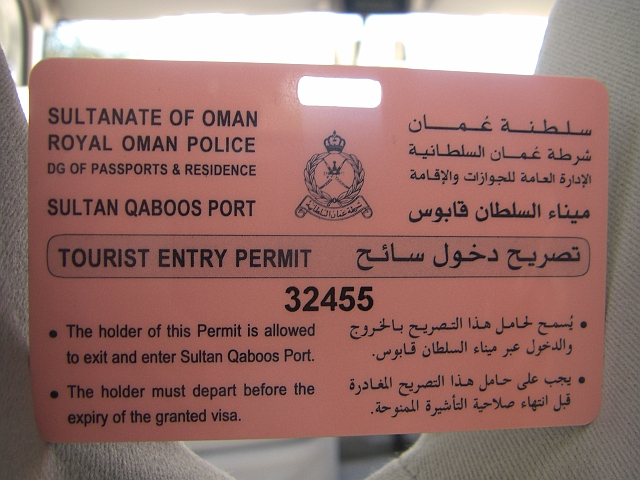 SULTANATE OF OMAN
ROYAL OMAN POLICE
DG OF PASSPORTS & RESIDENCE
SULTAN QABOOS PORT
سلطنة عمان
شرطة عمان السلطانية
الإدارة العامة للجوازات والإقامة
ميناء السلطان قابوس
شرطة عمان السلطانية
TOURIST ENTRY PERMIT تصريح دخول سائح
32455
• The holder of this Permit is allowed
to exit and enter Sultan Qaboos Port.
• The holder must depart before the
expiry of the granted visa.
• يُسمح لحامل هذا التصريح بالخروج
والدخول عبر ميناء السلطان قابوس.
• يجب على حامل هذا التصريح المغادرة
قبل انتهاء صلاحية التأشيرة الممنوحة.